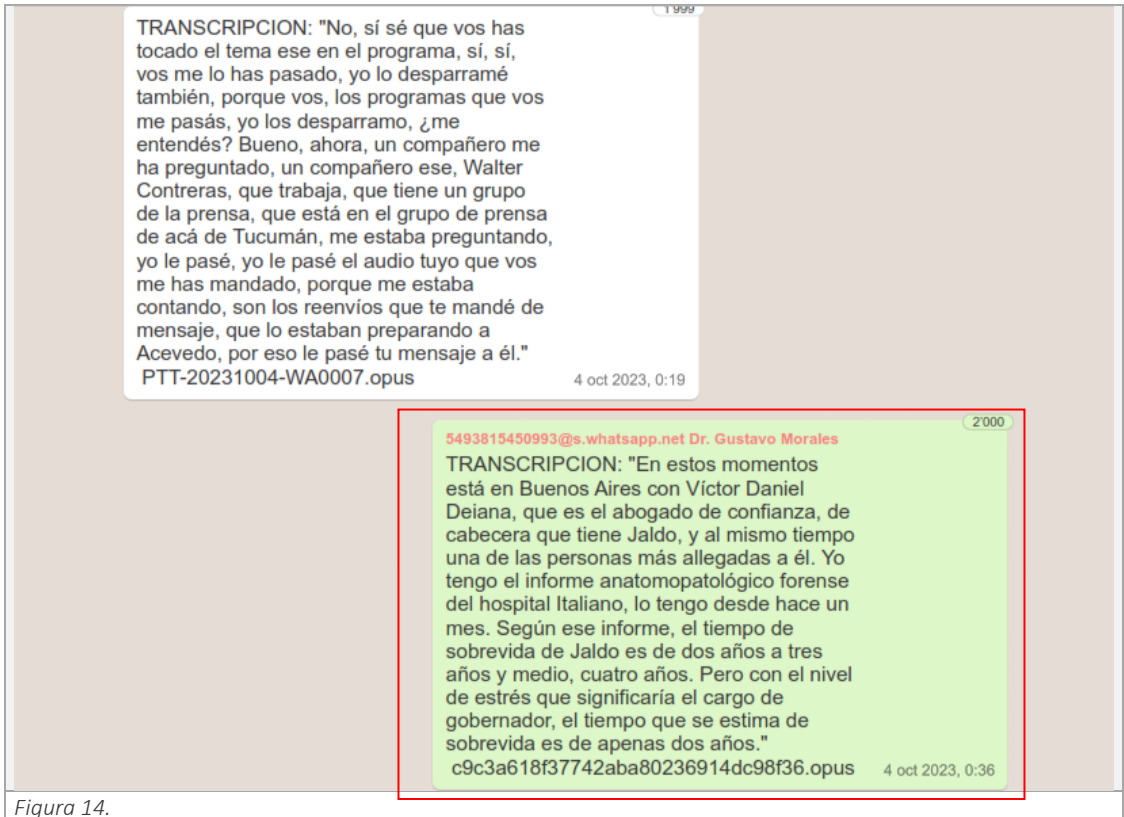 1'999
TRANSCRIPCION: "No, sí sé que vos has
tocado el tema ese en el programa, sí, sí,
vos me lo has pasado, yo lo desparramé
también, porque vos, los programas que vos
me pasás, yo los desparramo, ¿me
entendés? Bueno, ahora, un compañero me
ha preguntado, un compañero ese, Walter
Contreras, que trabaja, que tiene un grupo
de la prensa, que está en el grupo de prensa
de acá de Tucumán, me estaba preguntando,
yo le pasé, yo le pasé el audio tuyo que vos
me has mandado, porque me estaba
contando, son los reenvíos que te mandé de
mensaje, que lo estaban preparando a
Acevedo, por eso le pasé tu mensaje a él."
PTT-20231004-WA0007.opus 4 oct 2023, 0:19
2'000
5493815450993@s.whatsapp.net Dr. Gustavo Morales
TRANSCRIPCION: "En estos momentos
está en Buenos Aires con Víctor Daniel
Deiana, que es el abogado de confianza, de
cabecera que tiene Jaldo, y al mismo tiempo
una de las personas más allegadas a él. Yo
tengo el informe anatomopatológico forense
del hospital Italiano, lo tengo desde hace un
mes. Según ese informe, el tiempo de
sobrevida de Jaldo es de dos años a tres
años y medio, cuatro años. Pero con el nivel
de estrés que significaría el cargo de
gobernador, el tiempo que se estima de
sobrevida es de apenas dos años."
c9c3a618f37742aba80236914dc98f36.opus 4 oct 2023, 0:36
Figura 14.